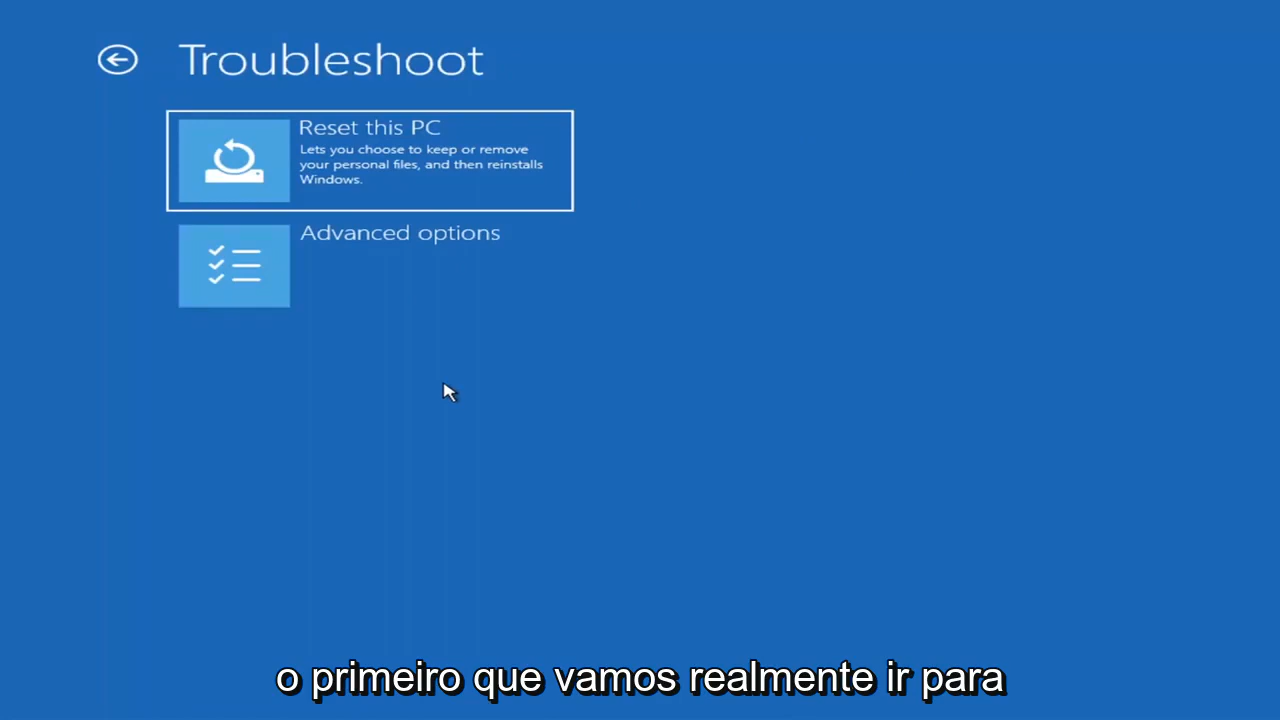 Troubleshoot
Reset this PC
Lets you choose to keep or remove
your personal files, and then reinstalls
Windows.
Advanced options
o primeiro que vamos realmente ir para